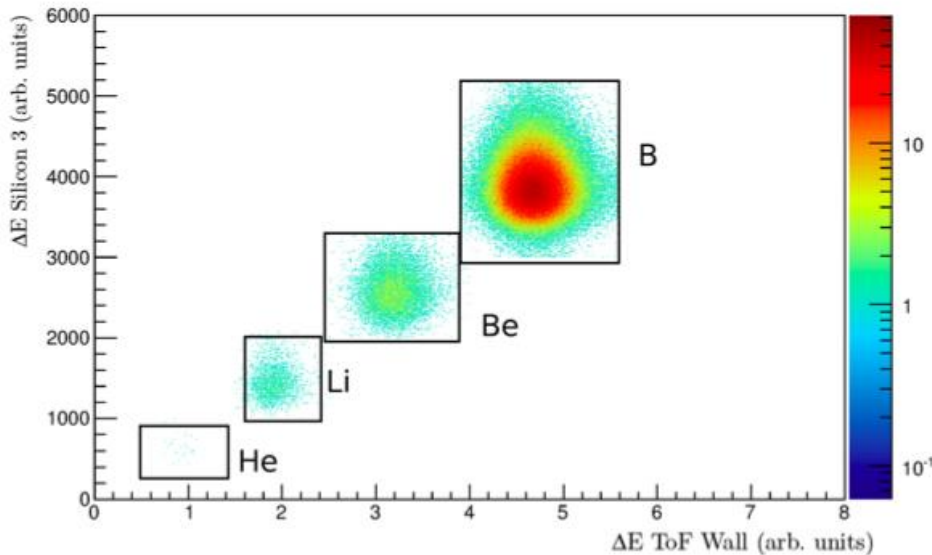 ΔE Silicon 3 (arb. units)
6000
5000
4000
3000
2000
1000
0
B
Be
Li
He
0 1 2 3 4 5 6 7 8
ΔE ToF Wall (arb. units)
10
1
10⁻¹